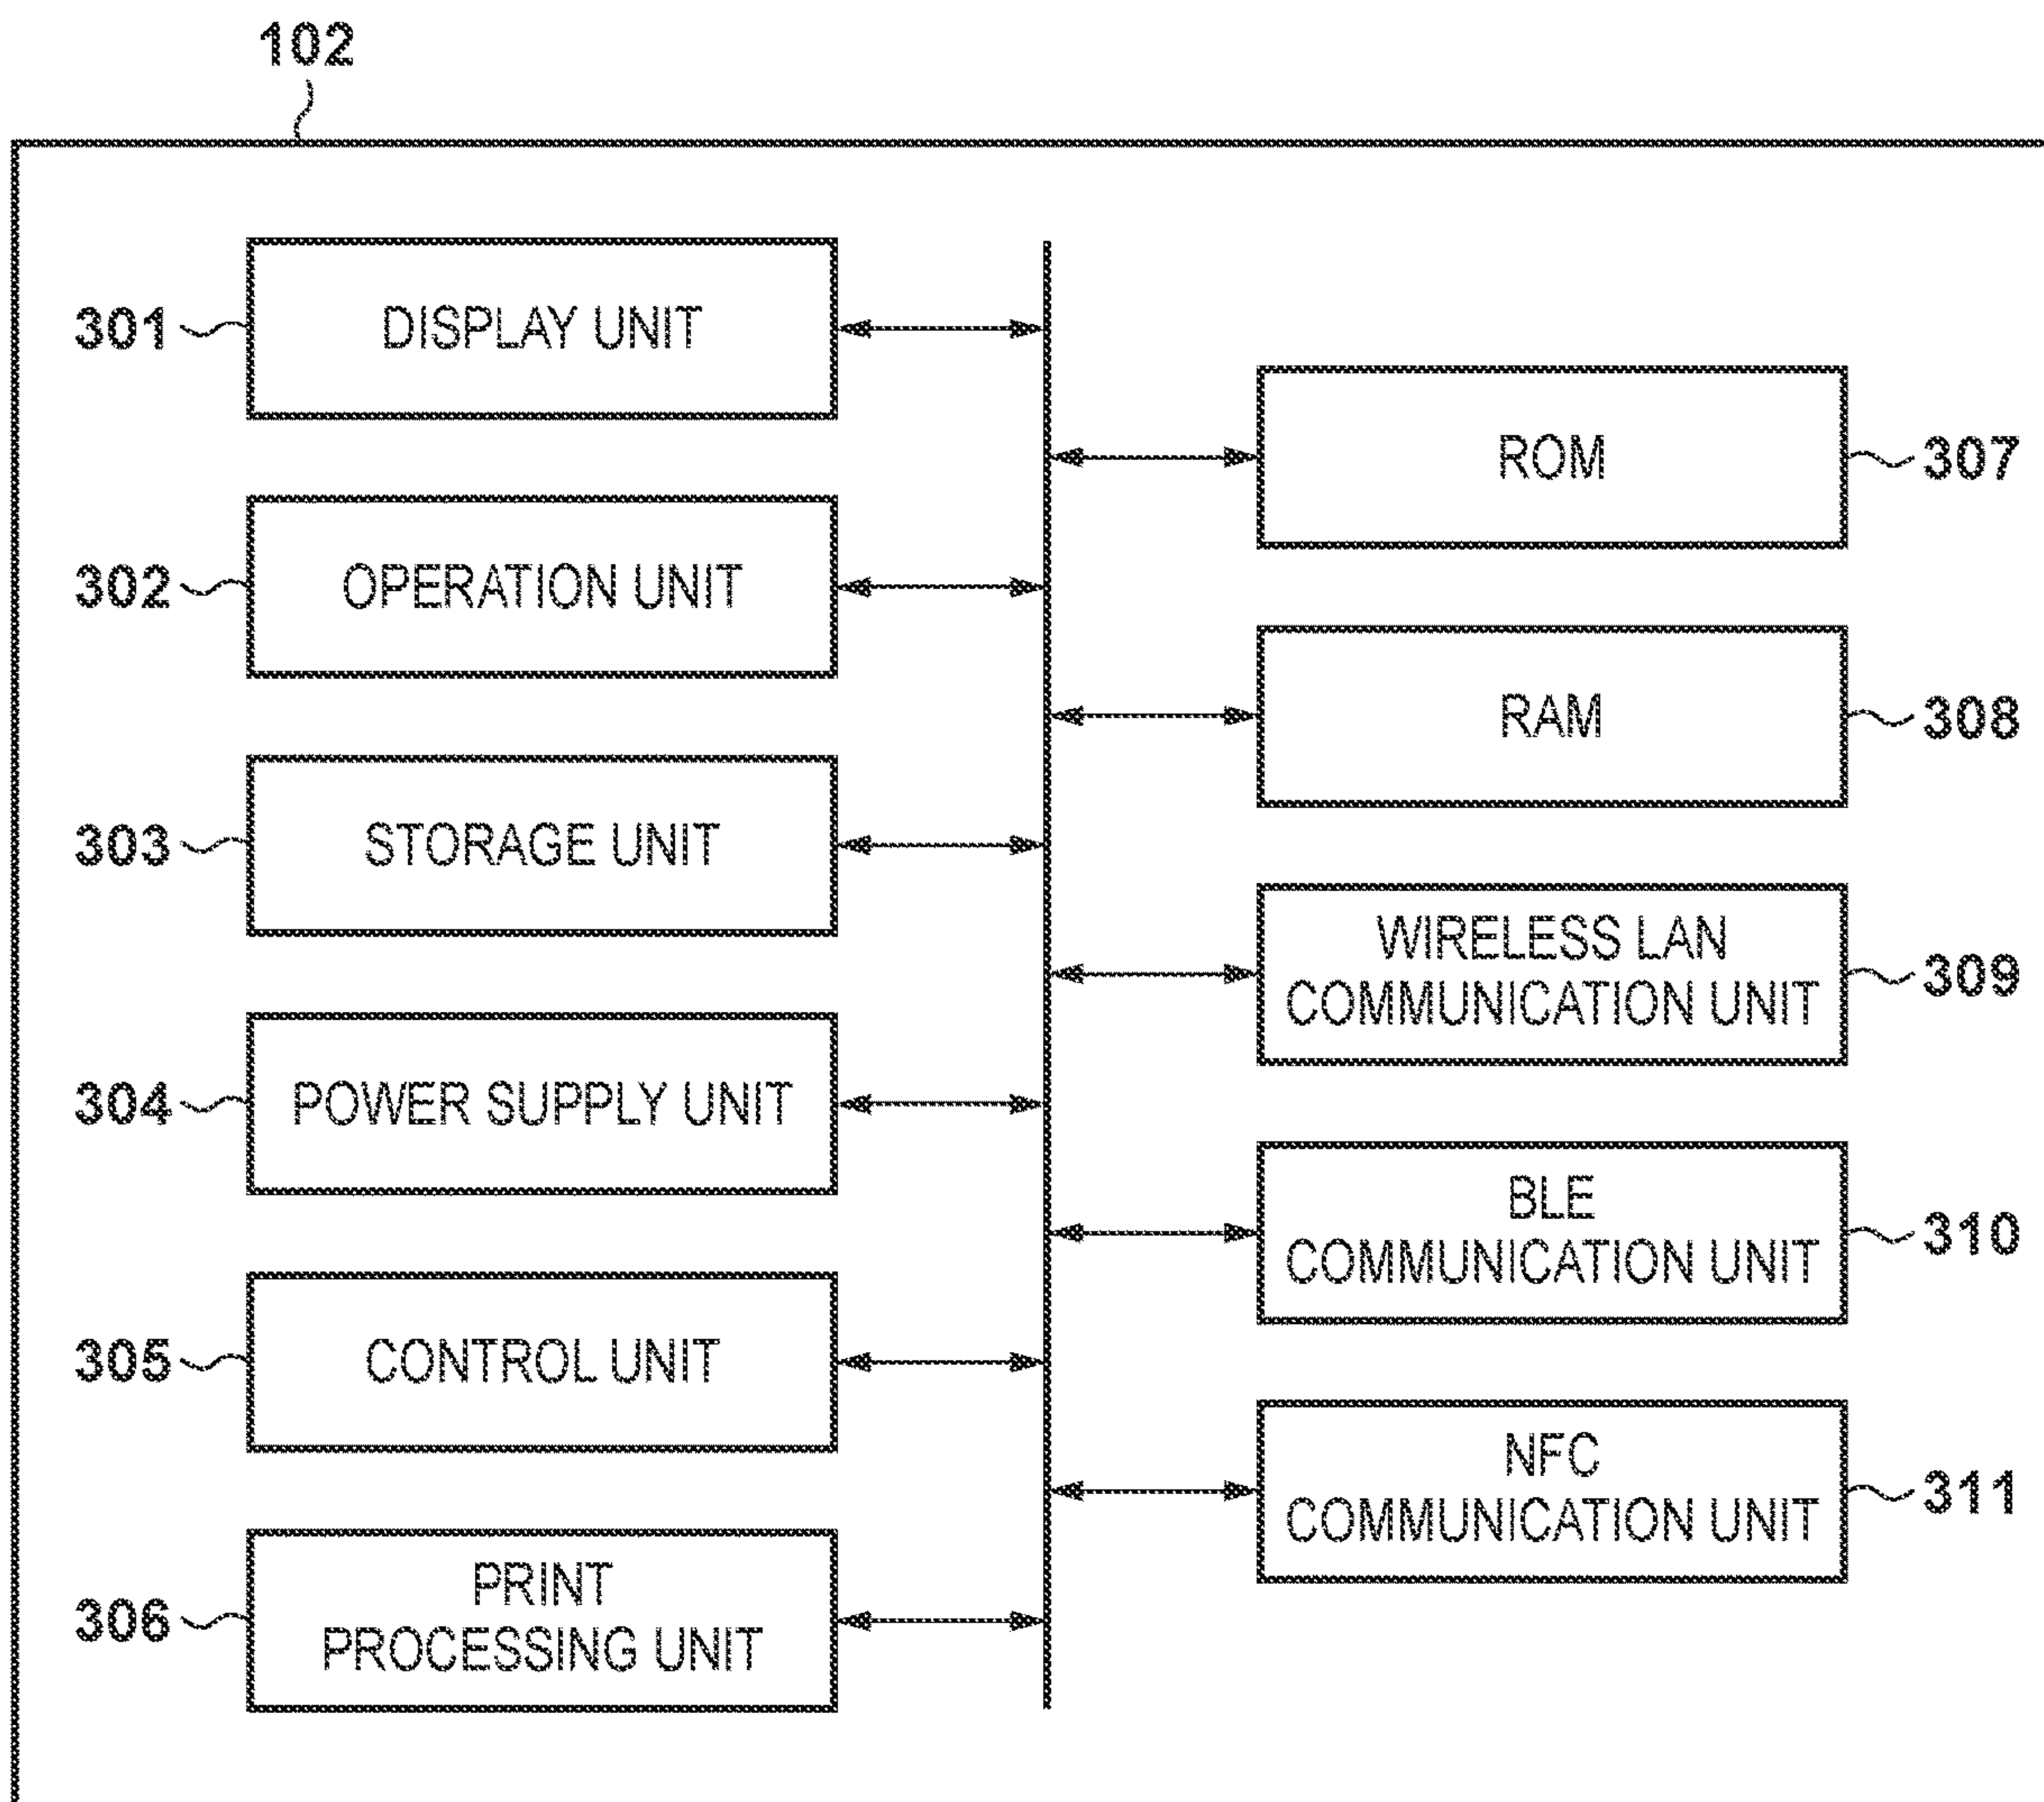 102
301
DISPLAY UNIT
302
OPERATION UNIT
303
STORAGE UNIT
304
POWER SUPPLY UNIT
305
CONTROL UNIT
306
PRINT
PROCESSING UNIT
ROM
307
RAM
308
WIRELESS LAN
COMMUNICATION UNIT
309
BLE
COMMUNICATION UNIT
310
NFC
COMMUNICATION UNIT
311